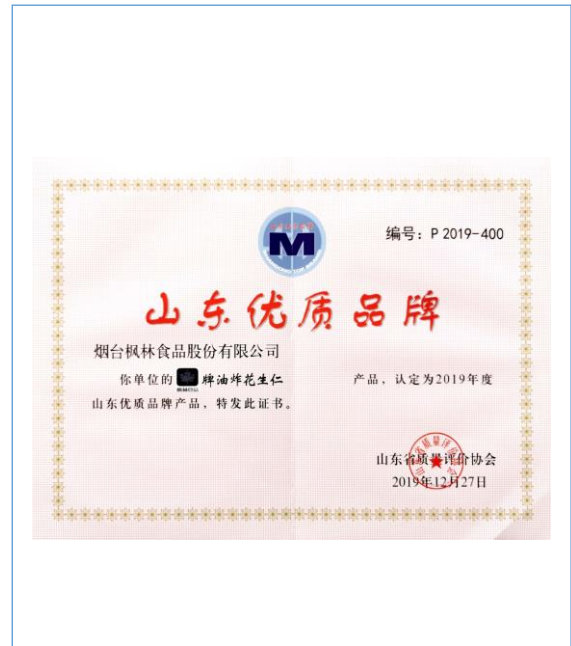 编号：P 2019-400
山东优质品牌
烟台枫林食品股份有限公司
你单位的 牌油炸花生仁 产品，认定为2019年度
山东优质品牌产品，特发此证书。
山东省质量评价协会
2019年12月27日